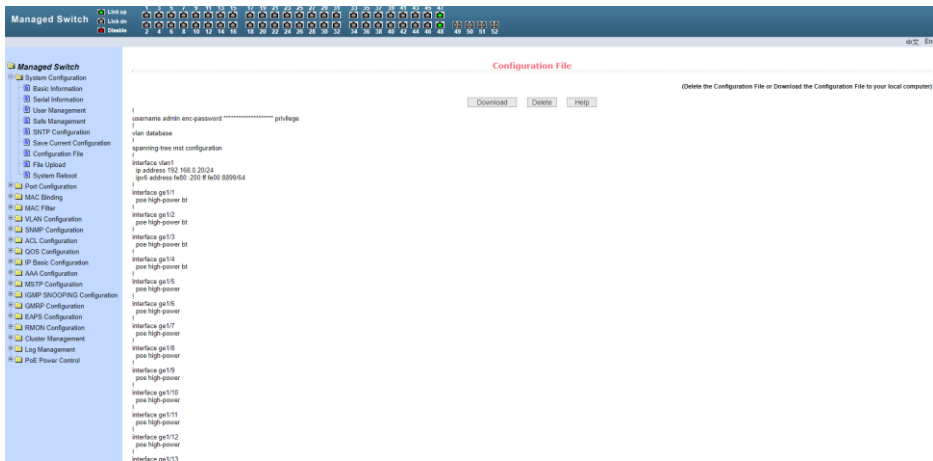 Managed Switch
Link up
Link dn
Disable
1 3 5 7 9 11 13 15 17 19 21 23 25 27 29 31 33 35 37 39 41 43 45 47
2 4 6 8 10 12 14 16 18 20 22 24 26 28 30 32 34 36 38 40 42 44 46 48 49 50 51 52
中文 En
Managed Switch
System Configuration
Basic Information
Serial Information
User Management
Safe Management
SNTP Configuration
Save Current Configuration
Configuration File
File Upload
System Reboot
Port Configuration
MAC Binding
MAC Filter
VLAN Configuration
SNMP Configuration
ACL Configuration
QOS Configuration
IP Basic Configuration
AAA Configuration
MSTP Configuration
IGMP SNOOPING Configuration
GMRP Configuration
EAPS Configuration
RMON Configuration
Cluster Management
Log Management
PoE Power Control
Configuration File
(Delete the Configuration File or Download the Configuration File to your local computer)
Download Delete Help
!
username admin enc-password ******************** privilege
!
vlan database
!
spanning-tree mst configuration
!
interface vlan1
ip address 192.168.0.20/24
ipv6 address fe80::200:ff:fe00:8899/64
!
interface ge1/1
poe high-power bt
!
interface ge1/2
poe high-power bt
!
interface ge1/3
poe high-power bt
!
interface ge1/4
poe high-power bt
!
interface ge1/5
poe high-power
!
interface ge1/6
poe high-power
!
interface ge1/7
poe high-power
!
interface ge1/8
poe high-power
!
interface ge1/9
poe high-power
!
interface ge1/10
poe high-power
!
interface ge1/11
poe high-power
!
interface ge1/12
poe high-power
!
interface ge1/13